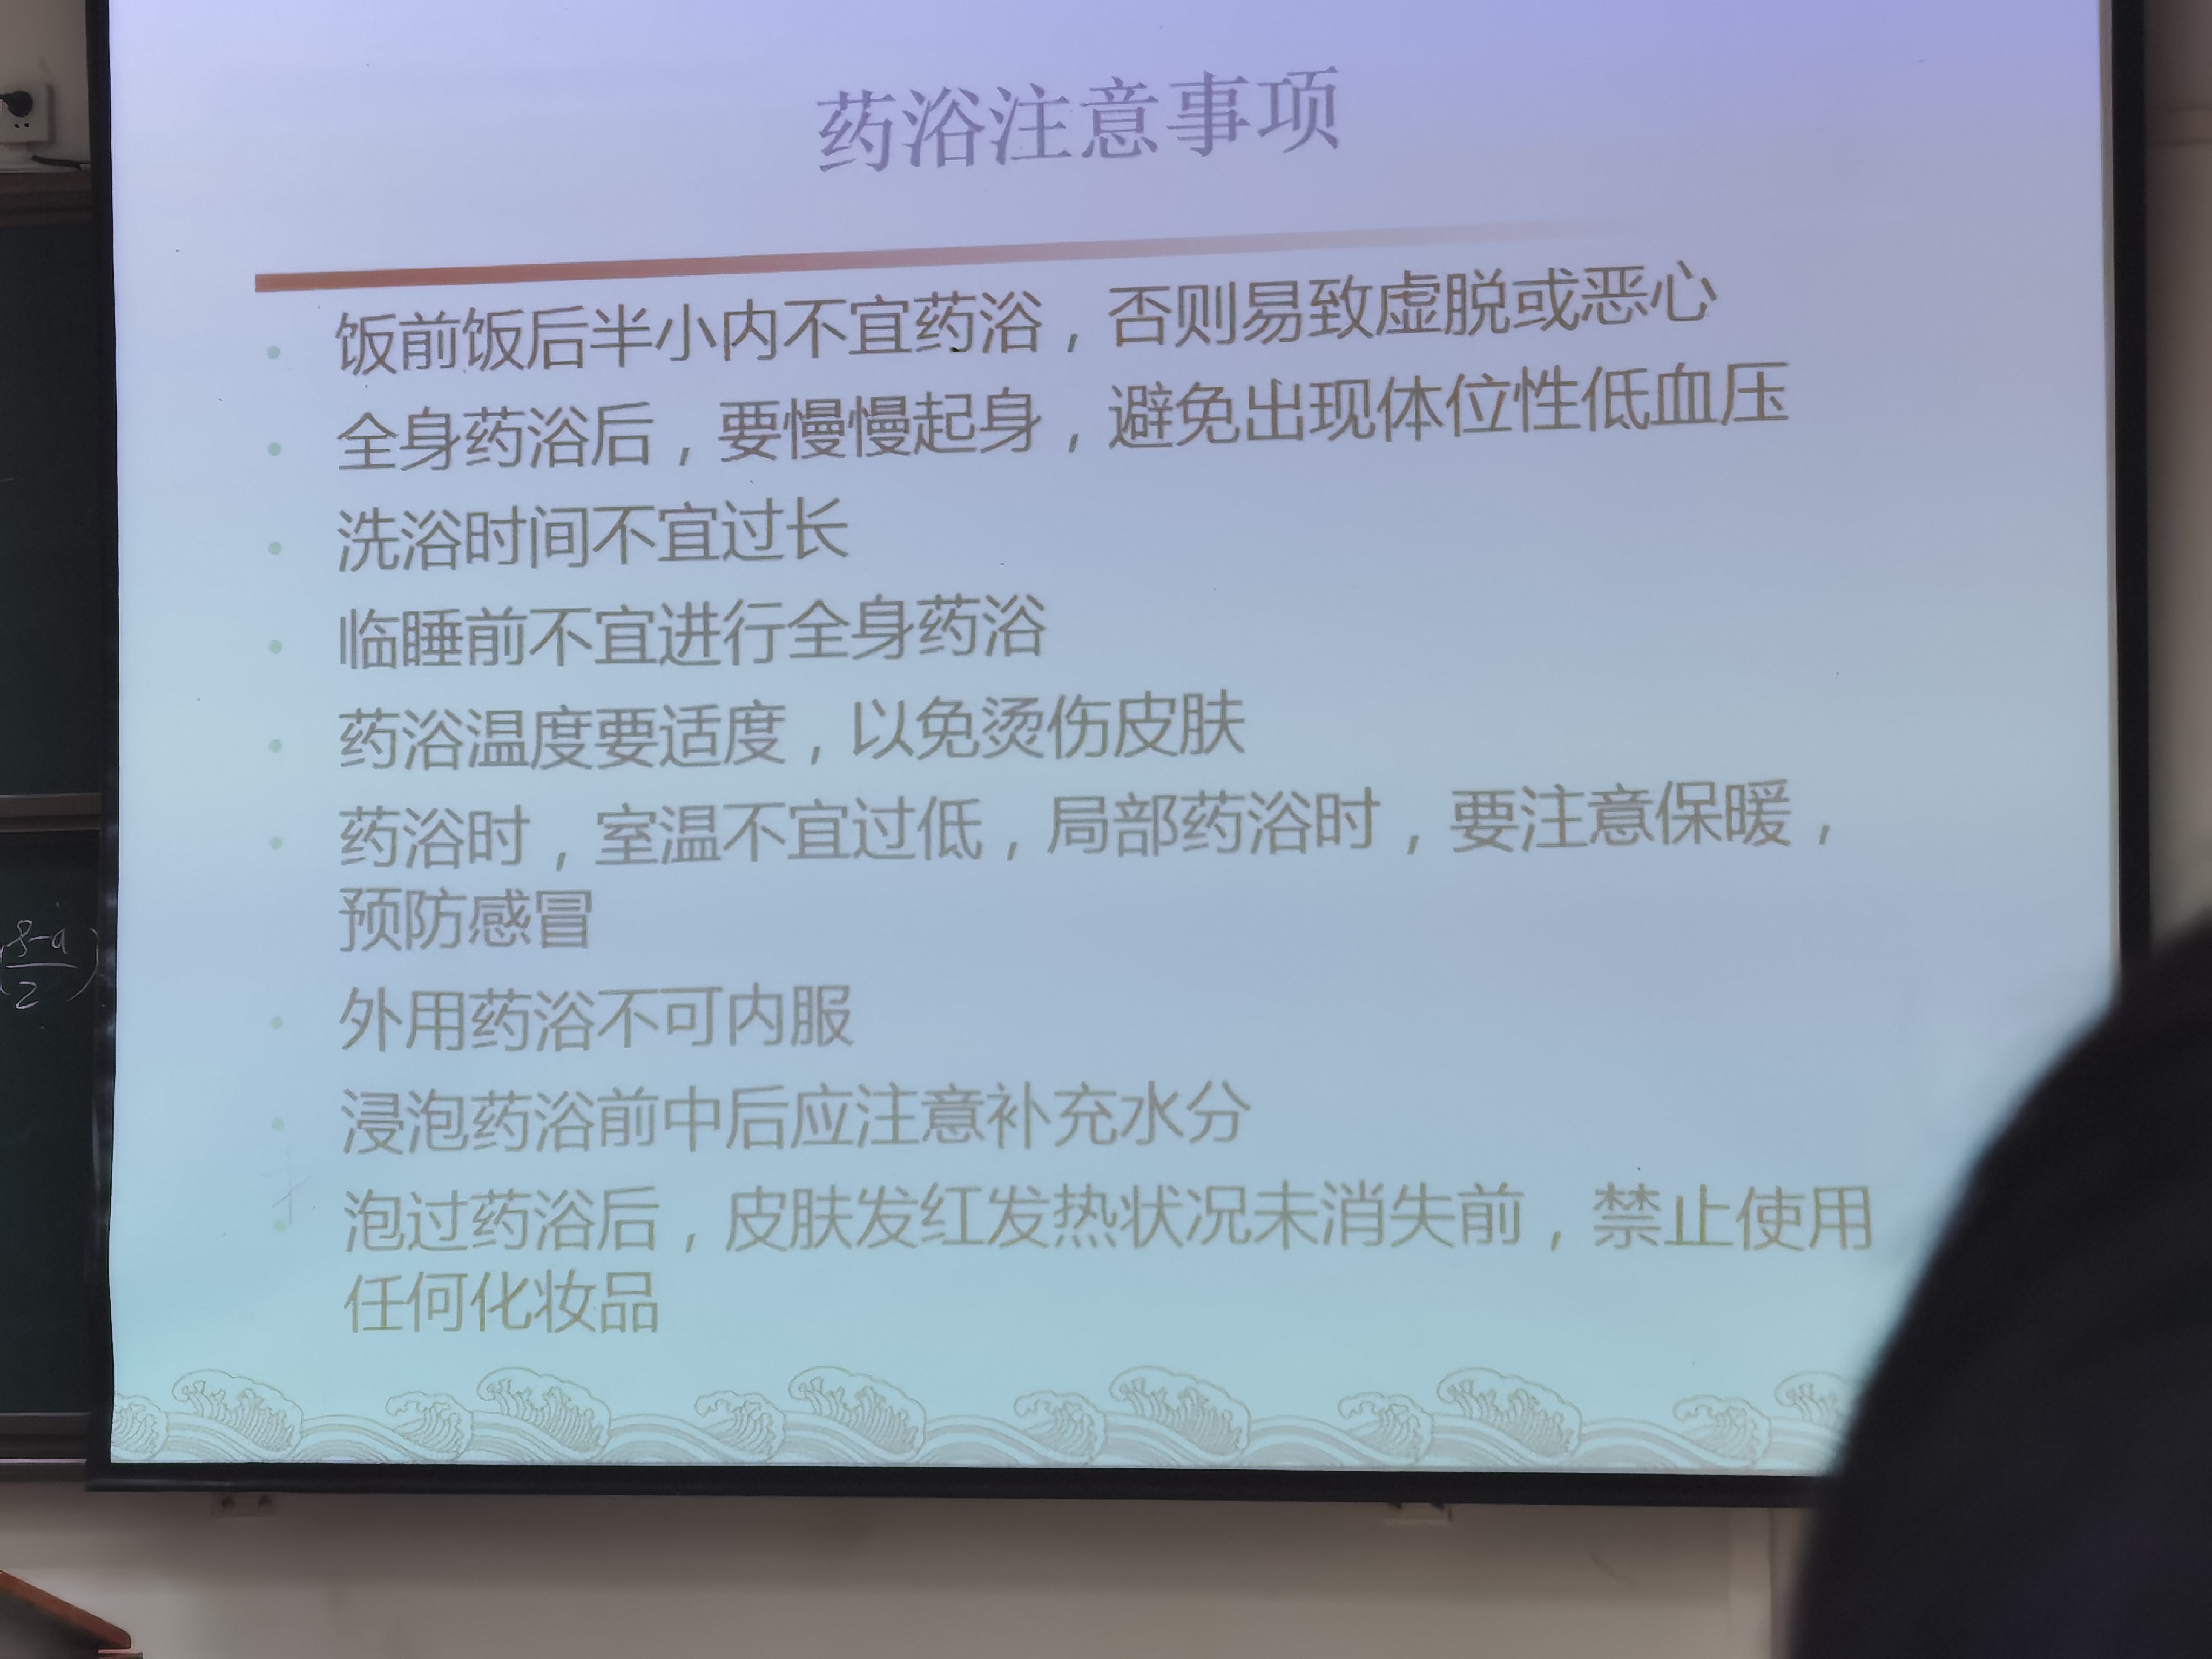 药浴注意事项
• 饭前饭后半小内不宜药浴，否则易致虚脱或恶心
• 全身药浴后，要慢慢起身，避免出现体位性低血压
• 洗浴时间不宜过长
• 临睡前不宜进行全身药浴
• 药浴温度要适度，以免烫伤皮肤
• 药浴时，室温不宜过低，局部药浴时，要注意保暖，
预防感冒
• 外用药浴不可内服
• 浸泡药浴前中后应注意补充水分
• 泡过药浴后，皮肤发红发热状况未消失前，禁止使用
任何化妆品